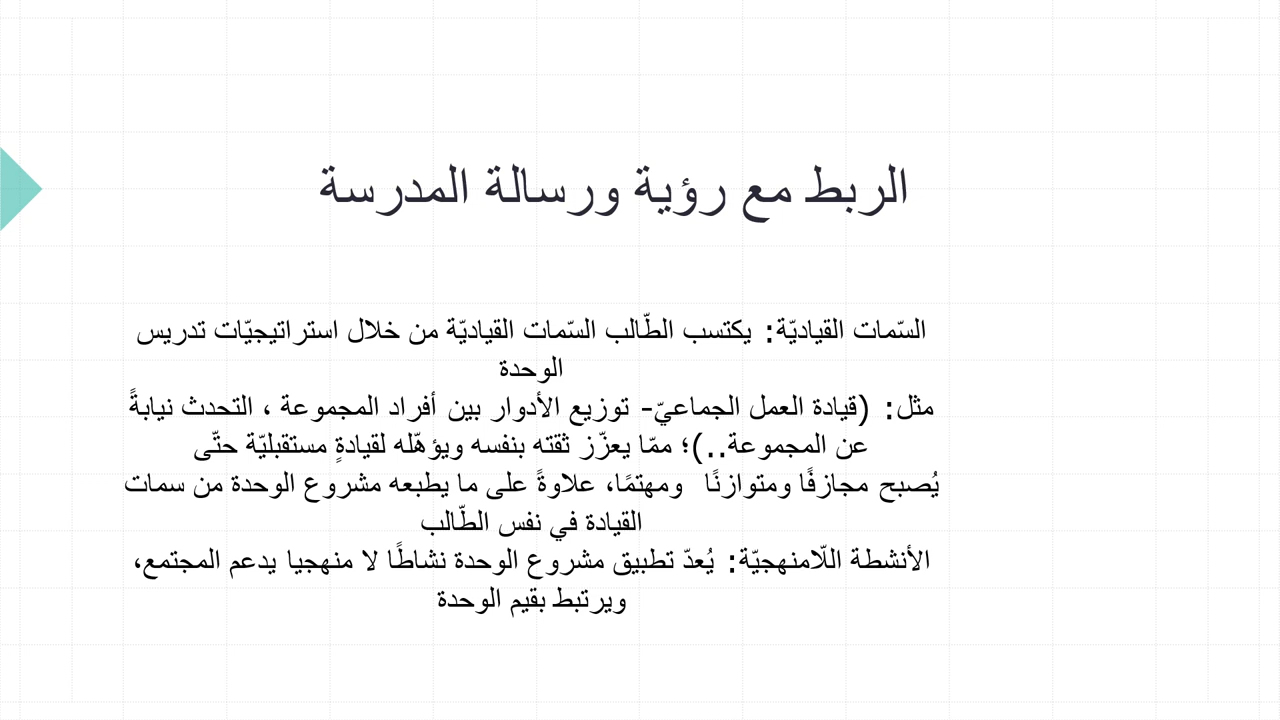 الربط مع رؤية ورسالة المدرسة
السّمات القياديّة: يكتسب الطّالب السّمات القياديّة من خلال استراتيجيّات تدريس
الوحدة
مثل: (قيادة العمل الجماعيّ- توزيع الأدوار بين أفراد المجموعة ، التحدث نيابةً
عن المجموعة..)؛ ممّا يعزّز ثقته بنفسه ويؤهّله لقيادةٍ مستقبليّة حتّى
يُصبح مجازفًا ومتوازنًا ومهتمًا، علاوةً على ما يطبعه مشروع الوحدة من سمات
القيادة في نفس الطّالب
الأنشطة اللّامنهجيّة: يُعدّ تطبيق مشروع الوحدة نشاطًا لا منهجيا يدعم المجتمع،
ويرتبط بقيم الوحدة